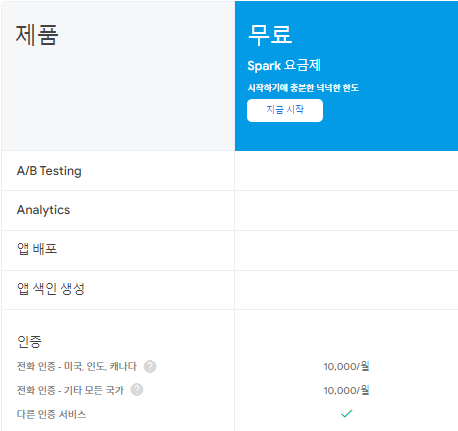 제품
무료
Spark 요금제
시작하기에 충분한 넉넉한 한도
지금 시작
A/B Testing
Analytics
앱 배포
앱 색인 생성
인증
전화 인증 - 미국, 인도, 캐나다 ? 10,000/월
전화 인증 - 기타 모든 국가 ? 10,000/월
다른 인증 서비스